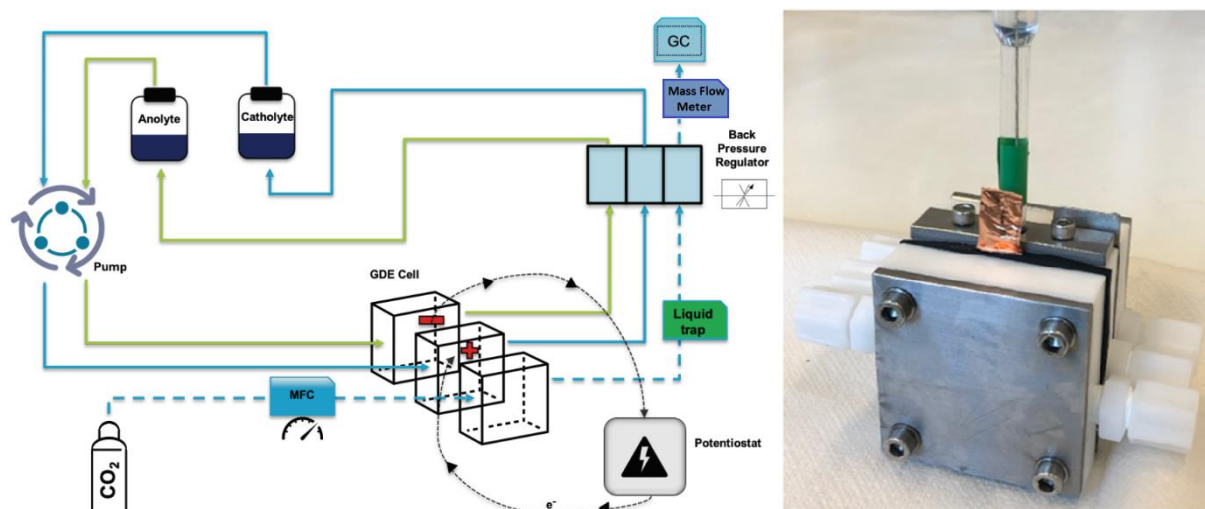 GC
Mass Flow
Meter
Anolyte
Catholyte
Back
Pressure
Regulator
Pump
GDE Cell
Liquid
trap
MFC
Potentiostat
CO₂
e⁻